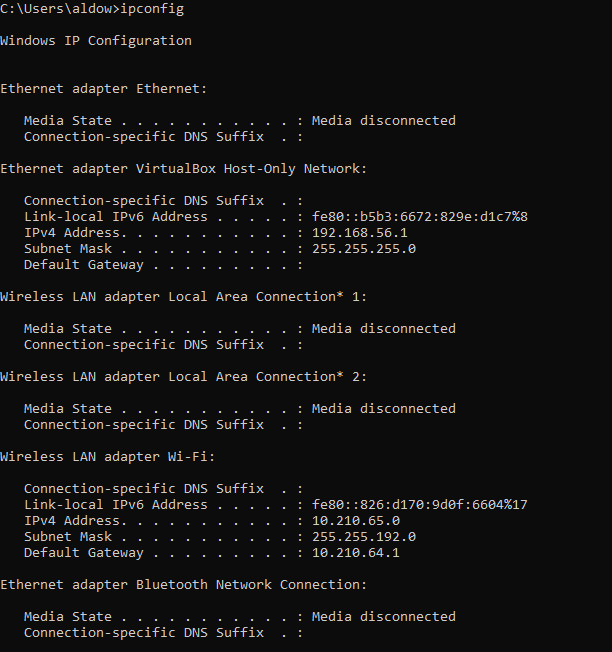 C:\Users\aldow>ipconfig
Windows IP Configuration
Ethernet adapter Ethernet:
Media State . . . . . . . . . . . : Media disconnected
Connection-specific DNS Suffix  . :
Ethernet adapter VirtualBox Host-Only Network:
Connection-specific DNS Suffix  . :
Link-local IPv6 Address . . . . . : fe80::b5b3:6672:829e:d1c7%8
IPv4 Address. . . . . . . . . . . : 192.168.56.1
Subnet Mask . . . . . . . . . . . : 255.255.255.0
Default Gateway . . . . . . . . . :
Wireless LAN adapter Local Area Connection* 1:
Media State . . . . . . . . . . . : Media disconnected
Connection-specific DNS Suffix  . :
Wireless LAN adapter Local Area Connection* 2:
Media State . . . . . . . . . . . : Media disconnected
Connection-specific DNS Suffix  . :
Wireless LAN adapter Wi-Fi:
Connection-specific DNS Suffix  . :
Link-local IPv6 Address . . . . . : fe80::826:d170:9d0f:6604%17
IPv4 Address. . . . . . . . . . . : 10.210.65.0
Subnet Mask . . . . . . . . . . . : 255.255.192.0
Default Gateway . . . . . . . . . : 10.210.64.1
Ethernet adapter Bluetooth Network Connection:
Media State . . . . . . . . . . . : Media disconnected
Connection-specific DNS Suffix  . :